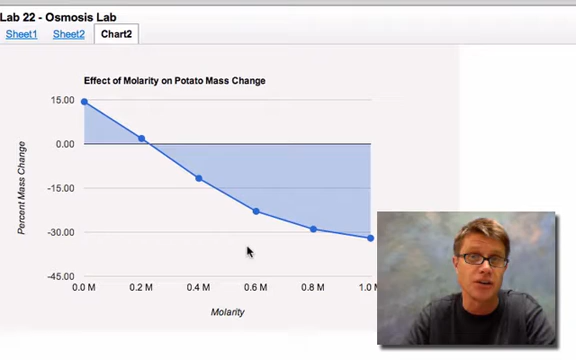 Lab 22 - Osmosis Lab
Sheet1 Sheet2 Chart2
Effect of Molarity on Potato Mass Change
15.00
0.00
-15.00
-30.00
-45.00
Percent Mass Change
0.0 M 0.2 M 0.4 M 0.6 M 0.8 M 1.0 M
Molarity